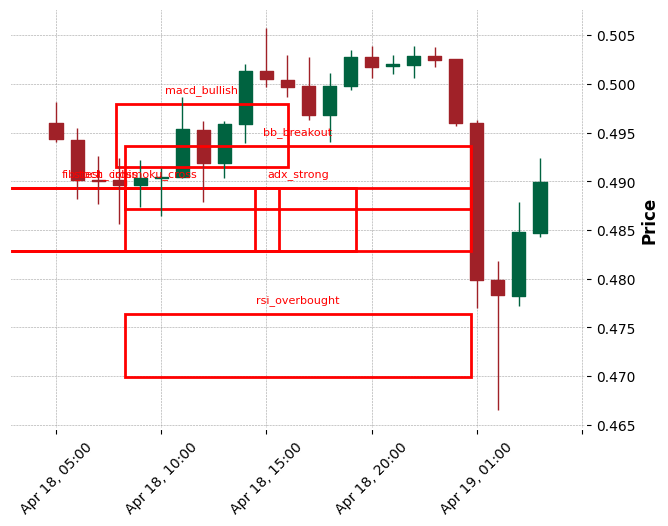 0.505
0.500
macd_bullish
0.495
bb_breakout
ichimoku_cross
adx_strong
0.490
0.485
Price
0.480
rsi_overbought
0.475
0.470
0.465
Apr 18, 05:00
Apr 18, 10:00
Apr 18, 15:00
Apr 18, 20:00
Apr 19, 01:00